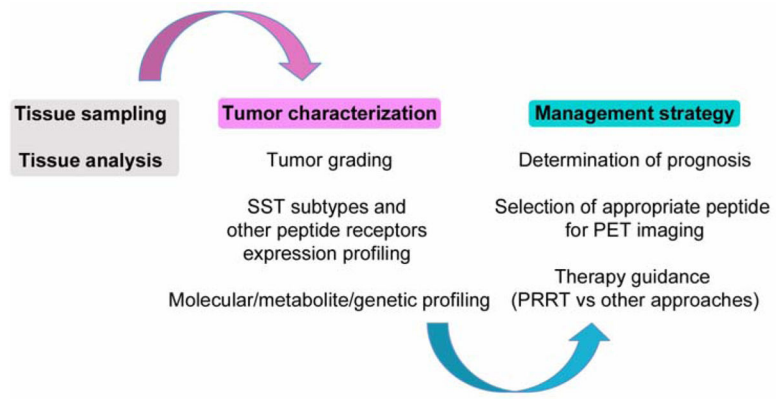 Tissue sampling
Tissue analysis
Tumor characterization
Tumor grading
SST subtypes and
other peptide receptors
expression profiling
Molecular/metabolite/genetic profiling
Management strategy
Determination of prognosis
Selection of appropriate peptide
for PET imaging
Therapy guidance
(PRRT vs other approaches)